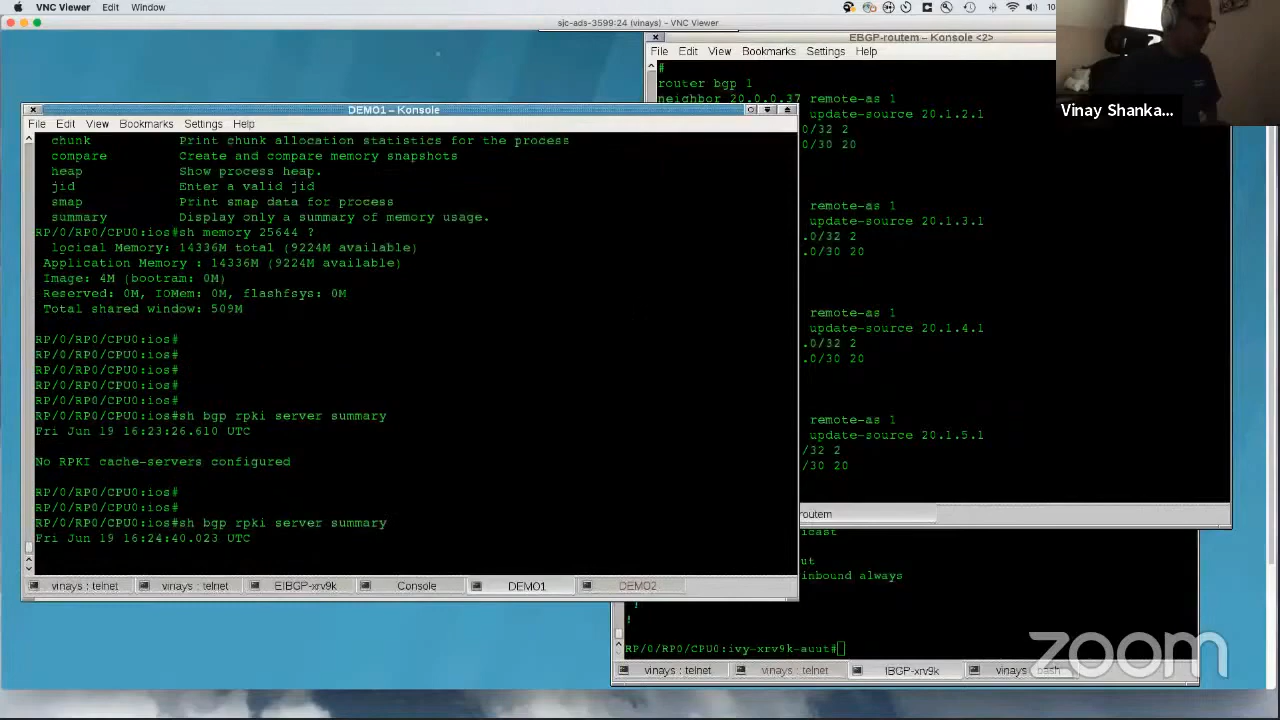 VNC Viewer Edit Window
10
sjc-ads-3599:24 (vinays) - VNC Viewer
EBGP-routem – Konsole <2>
File Edit View Bookmarks Settings Help
#
router bgp 1
neighbor 20.0.0.37 remote-as 1
update-source 20.1.2.1
0/32 2
0/30 20
remote-as 1
update-source 20.1.3.1
.0/32 2
.0/30 20
remote-as 1
update-source 20.1.4.1
.0/32 2
.0/30 20
remote-as 1
update-source 20.1.5.1
/32 2
/30 20
routem
DEMO1 – Konsole
File Edit View Bookmarks Settings Help
chunk Print chunk allocation statistics for the process
compare Create and compare memory snapshots
heap Show process heap.
jid Enter a valid jid
smap Print smap data for process
summary Display only a summary of memory usage.
RP/0/RP0/CPU0:ios#sh memory 25644 ?
locical Memory: 14336M total (9224M available)
Application Memory : 14336M (9224M available)
Image: 4M (bootram: 0M)
Reserved: 0M, IOMem: 0M, flashfsys: 0M
Total shared window: 509M
RP/0/RP0/CPU0:ios#
RP/0/RP0/CPU0:ios#
RP/0/RP0/CPU0:ios#
RP/0/RP0/CPU0:ios#
RP/0/RP0/CPU0:ios#
RP/0/RP0/CPU0:ios#sh bgp rpki server summary
Fri Jun 19 16:23:26.610 UTC
No RPKI cache-servers configured
RP/0/RP0/CPU0:ios#
RP/0/RP0/CPU0:ios#
RP/0/RP0/CPU0:ios#sh bgp rpki server summary
Fri Jun 19 16:24:40.023 UTC
vinays : telnet vinays : telnet EIBGP-xrv9k Console DEMO1 DEMO2
icast
ut
inbound always
!
!
RP/0/RP0/CPU0:ivy-xrv9k-auut#
vinays : telnet vinays : telnet IBGP-xrv9k vinays : bash
Vinay Shanka...
zoom